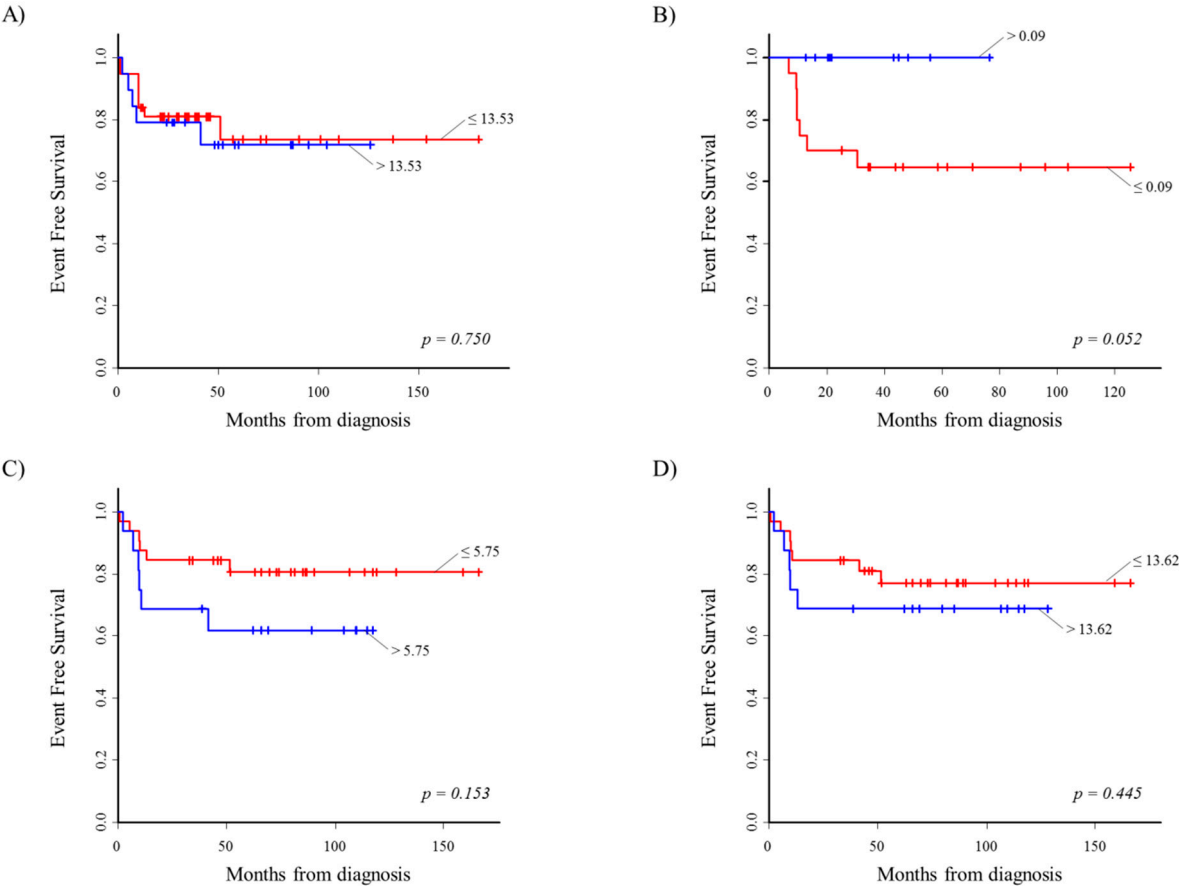 A)
1.0
0.8
0.6
0.4
0.2
0.0
Event Free Survival
≤ 13.53
> 13.53
p = 0.750
0 50 100 150
Months from diagnosis
B)
1.0
0.8
0.6
0.4
0.2
0.0
Event Free Survival
> 0.09
≤ 0.09
p = 0.052
0 20 40 60 80 100 120
Months from diagnosis
C)
1.0
0.8
0.6
0.4
0.2
0.0
Event Free Survival
≤ 5.75
> 5.75
p = 0.153
0 50 100 150
Months from diagnosis
D)
1.0
0.8
0.6
0.4
0.2
0.0
Event Free Survival
≤ 13.62
> 13.62
p = 0.445
0 50 100 150
Months from diagnosis